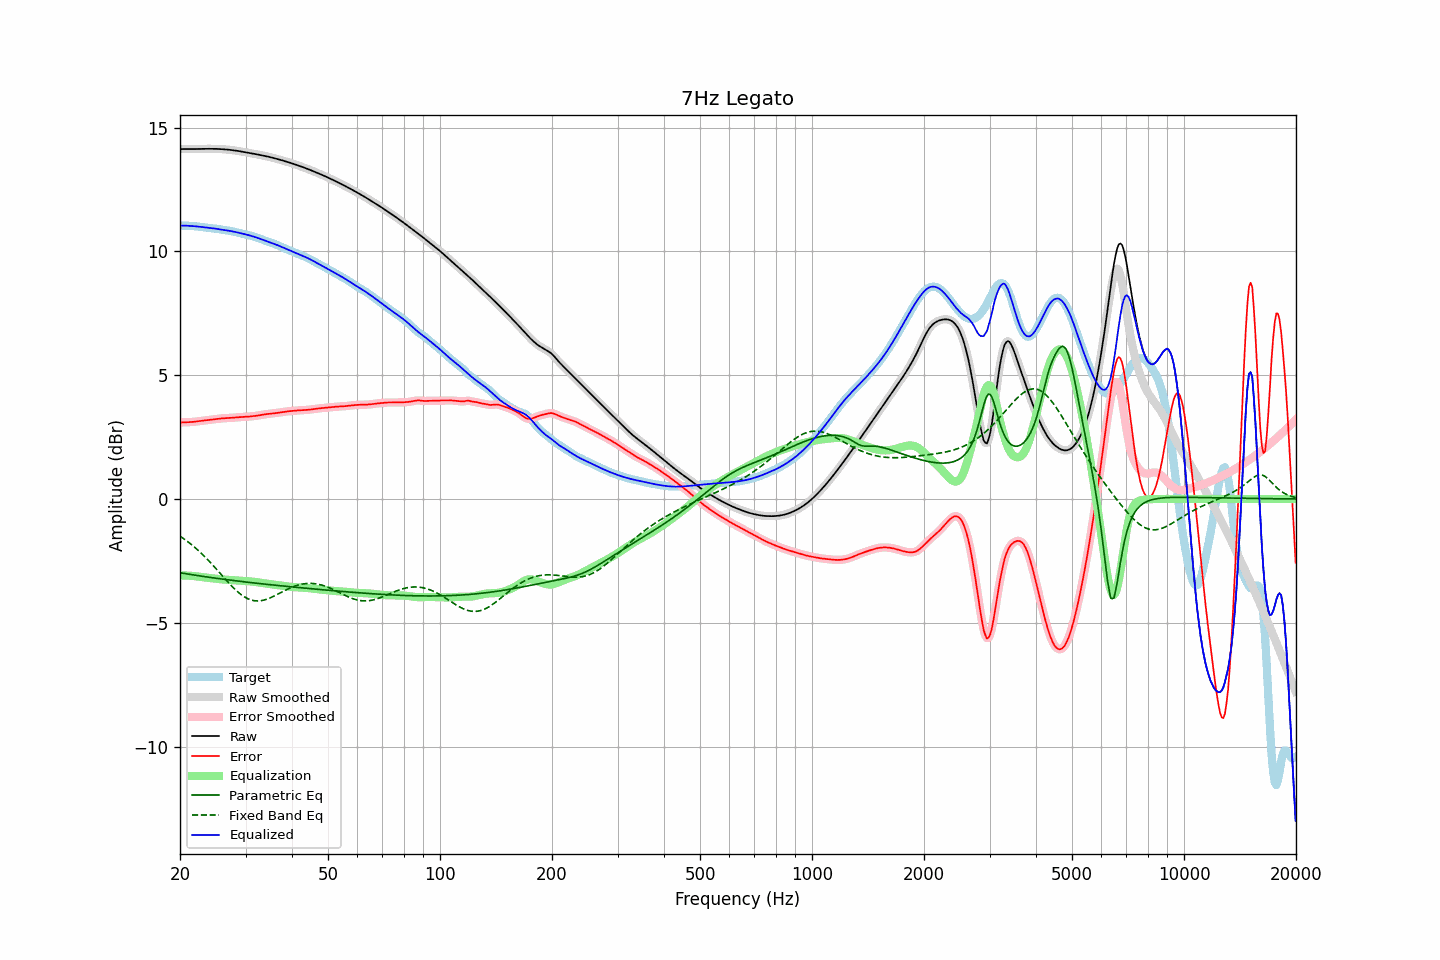 7Hz Legato
15
10
5
0
−5
−10
Amplitude (dBr)
Target
Raw Smoothed
Error Smoothed
Raw
Error
Equalization
Parametric Eq
Fixed Band Eq
Equalized
20 50 100 200 500 1000 2000 5000 10000 20000
Frequency (Hz)